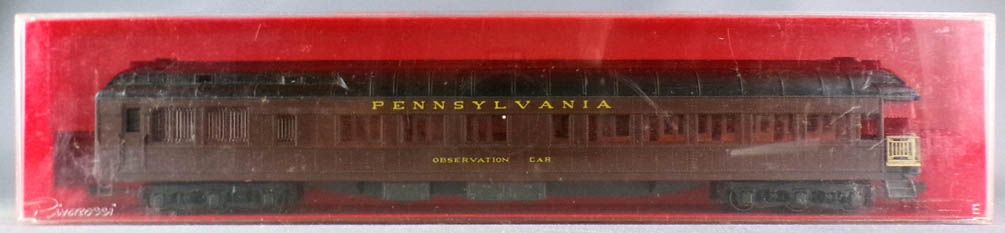 PENNSYLVANIA
OBSERVATION CAR
Rivarossi